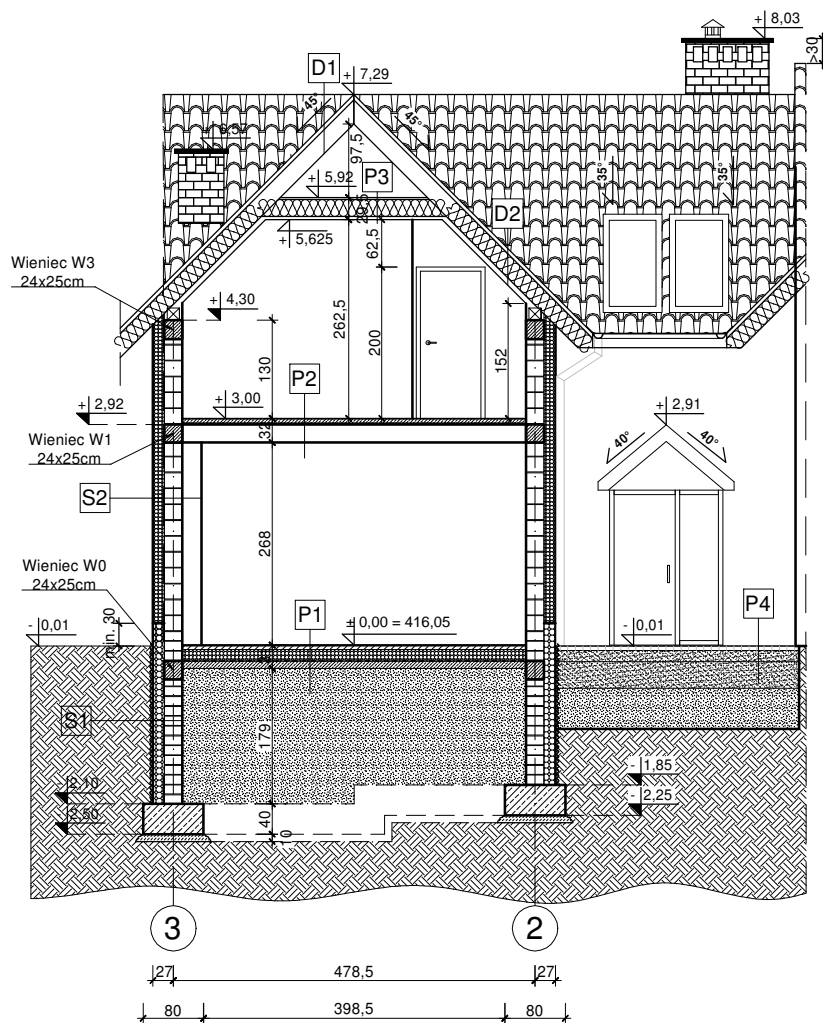 + 8,03
>30
D1
+ 7,29
45°
45°
+ 6,57
97,5
35°
35°
P3
+ 5,92
29,5
D2
+ 5,625
62,5
Wieniec W3
24x25cm
+ 4,30
262,5
200
152
130
P2
+ 3,00
+ 2,92
+ 2,91
32
Wieniec W1
24x25cm
40°
40°
S2
268
Wieniec W0
24x25cm
P4
min. 30
P1
- 0,01
± 0,00 = 416,05
- 0,01
S1
179
- 1,85
2,10
- 2,25
2,50
40
10
3
2
27
478,5
27
80
398,5
80